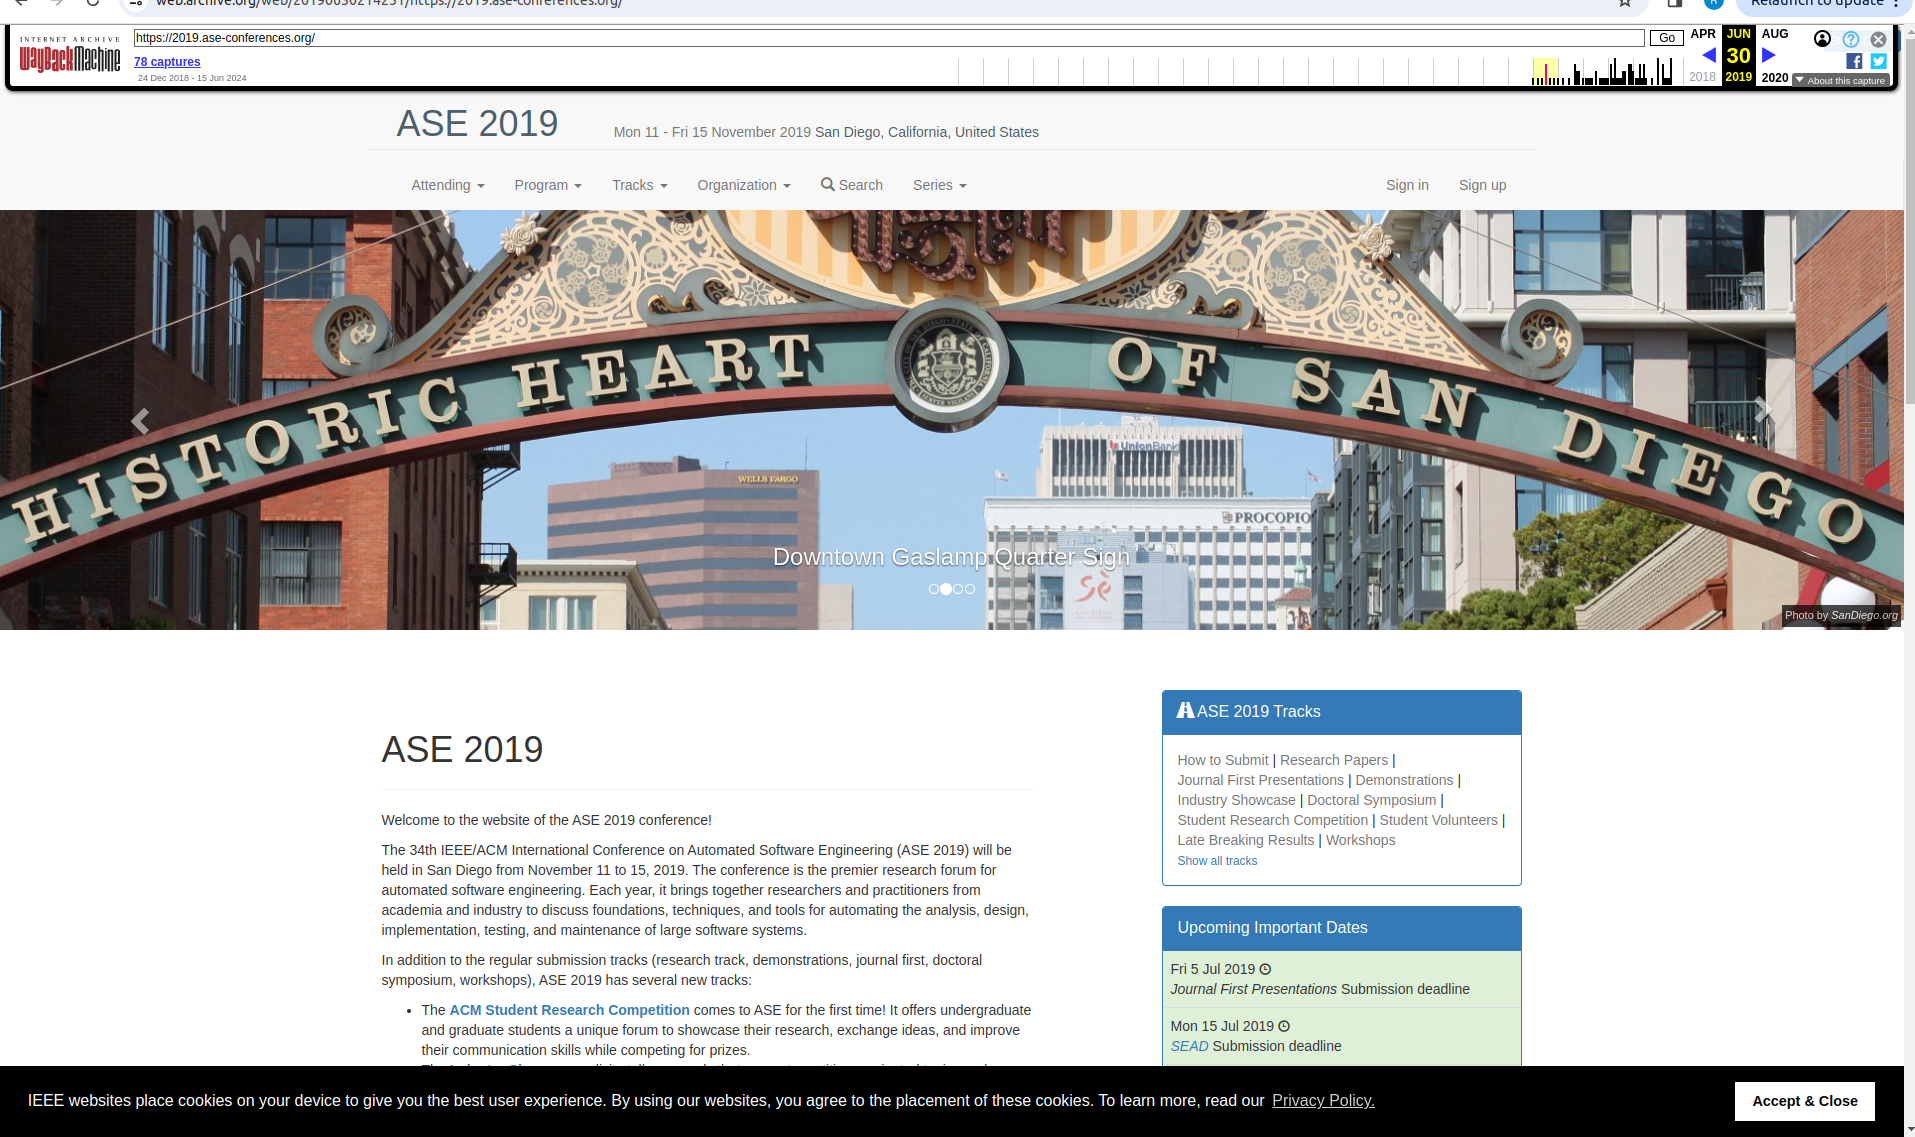 web.archive.org/web/20190630214231/https://2019.ase-conferences.org/
Relaunch to update
INTERNET ARCHIVE
WayBackMachine
https://2019.ase-conferences.org/
Go
APR JUN AUG
78 captures
30
24 Dec 2018 - 15 Jun 2024
2018 2019 2020
About this capture
ASE 2019
Mon 11 - Fri 15 November 2019 San Diego, California, United States
Attending Program Tracks Organization Search Series Sign in Sign up
HISTORIC HEART OF SAN DIEGO
UnionBank
WELLS FARGO
PROCOPIO
Downtown Gaslamp Quarter Sign
sè
Photo by SanDiego.org
ASE 2019
Welcome to the website of the ASE 2019 conference!
The 34th IEEE/ACM International Conference on Automated Software Engineering (ASE 2019) will be
held in San Diego from November 11 to 15, 2019. The conference is the premier research forum for
automated software engineering. Each year, it brings together researchers and practitioners from
academia and industry to discuss foundations, techniques, and tools for automating the analysis, design,
implementation, testing, and maintenance of large software systems.
In addition to the regular submission tracks (research track, demonstrations, journal first, doctoral
symposium, workshops), ASE 2019 has several new tracks:
• The ACM Student Research Competition comes to ASE for the first time! It offers undergraduate
and graduate students a unique forum to showcase their research, exchange ideas, and improve
their communication skills while competing for prizes.
ASE 2019 Tracks
How to Submit | Research Papers |
Journal First Presentations | Demonstrations |
Industry Showcase | Doctoral Symposium |
Student Research Competition | Student Volunteers |
Late Breaking Results | Workshops
Show all tracks
Upcoming Important Dates
Fri 5 Jul 2019
Journal First Presentations Submission deadline
Mon 15 Jul 2019
SEAD Submission deadline
IEEE websites place cookies on your device to give you the best user experience. By using our websites, you agree to the placement of these cookies. To learn more, read our Privacy Policy.
Accept & Close